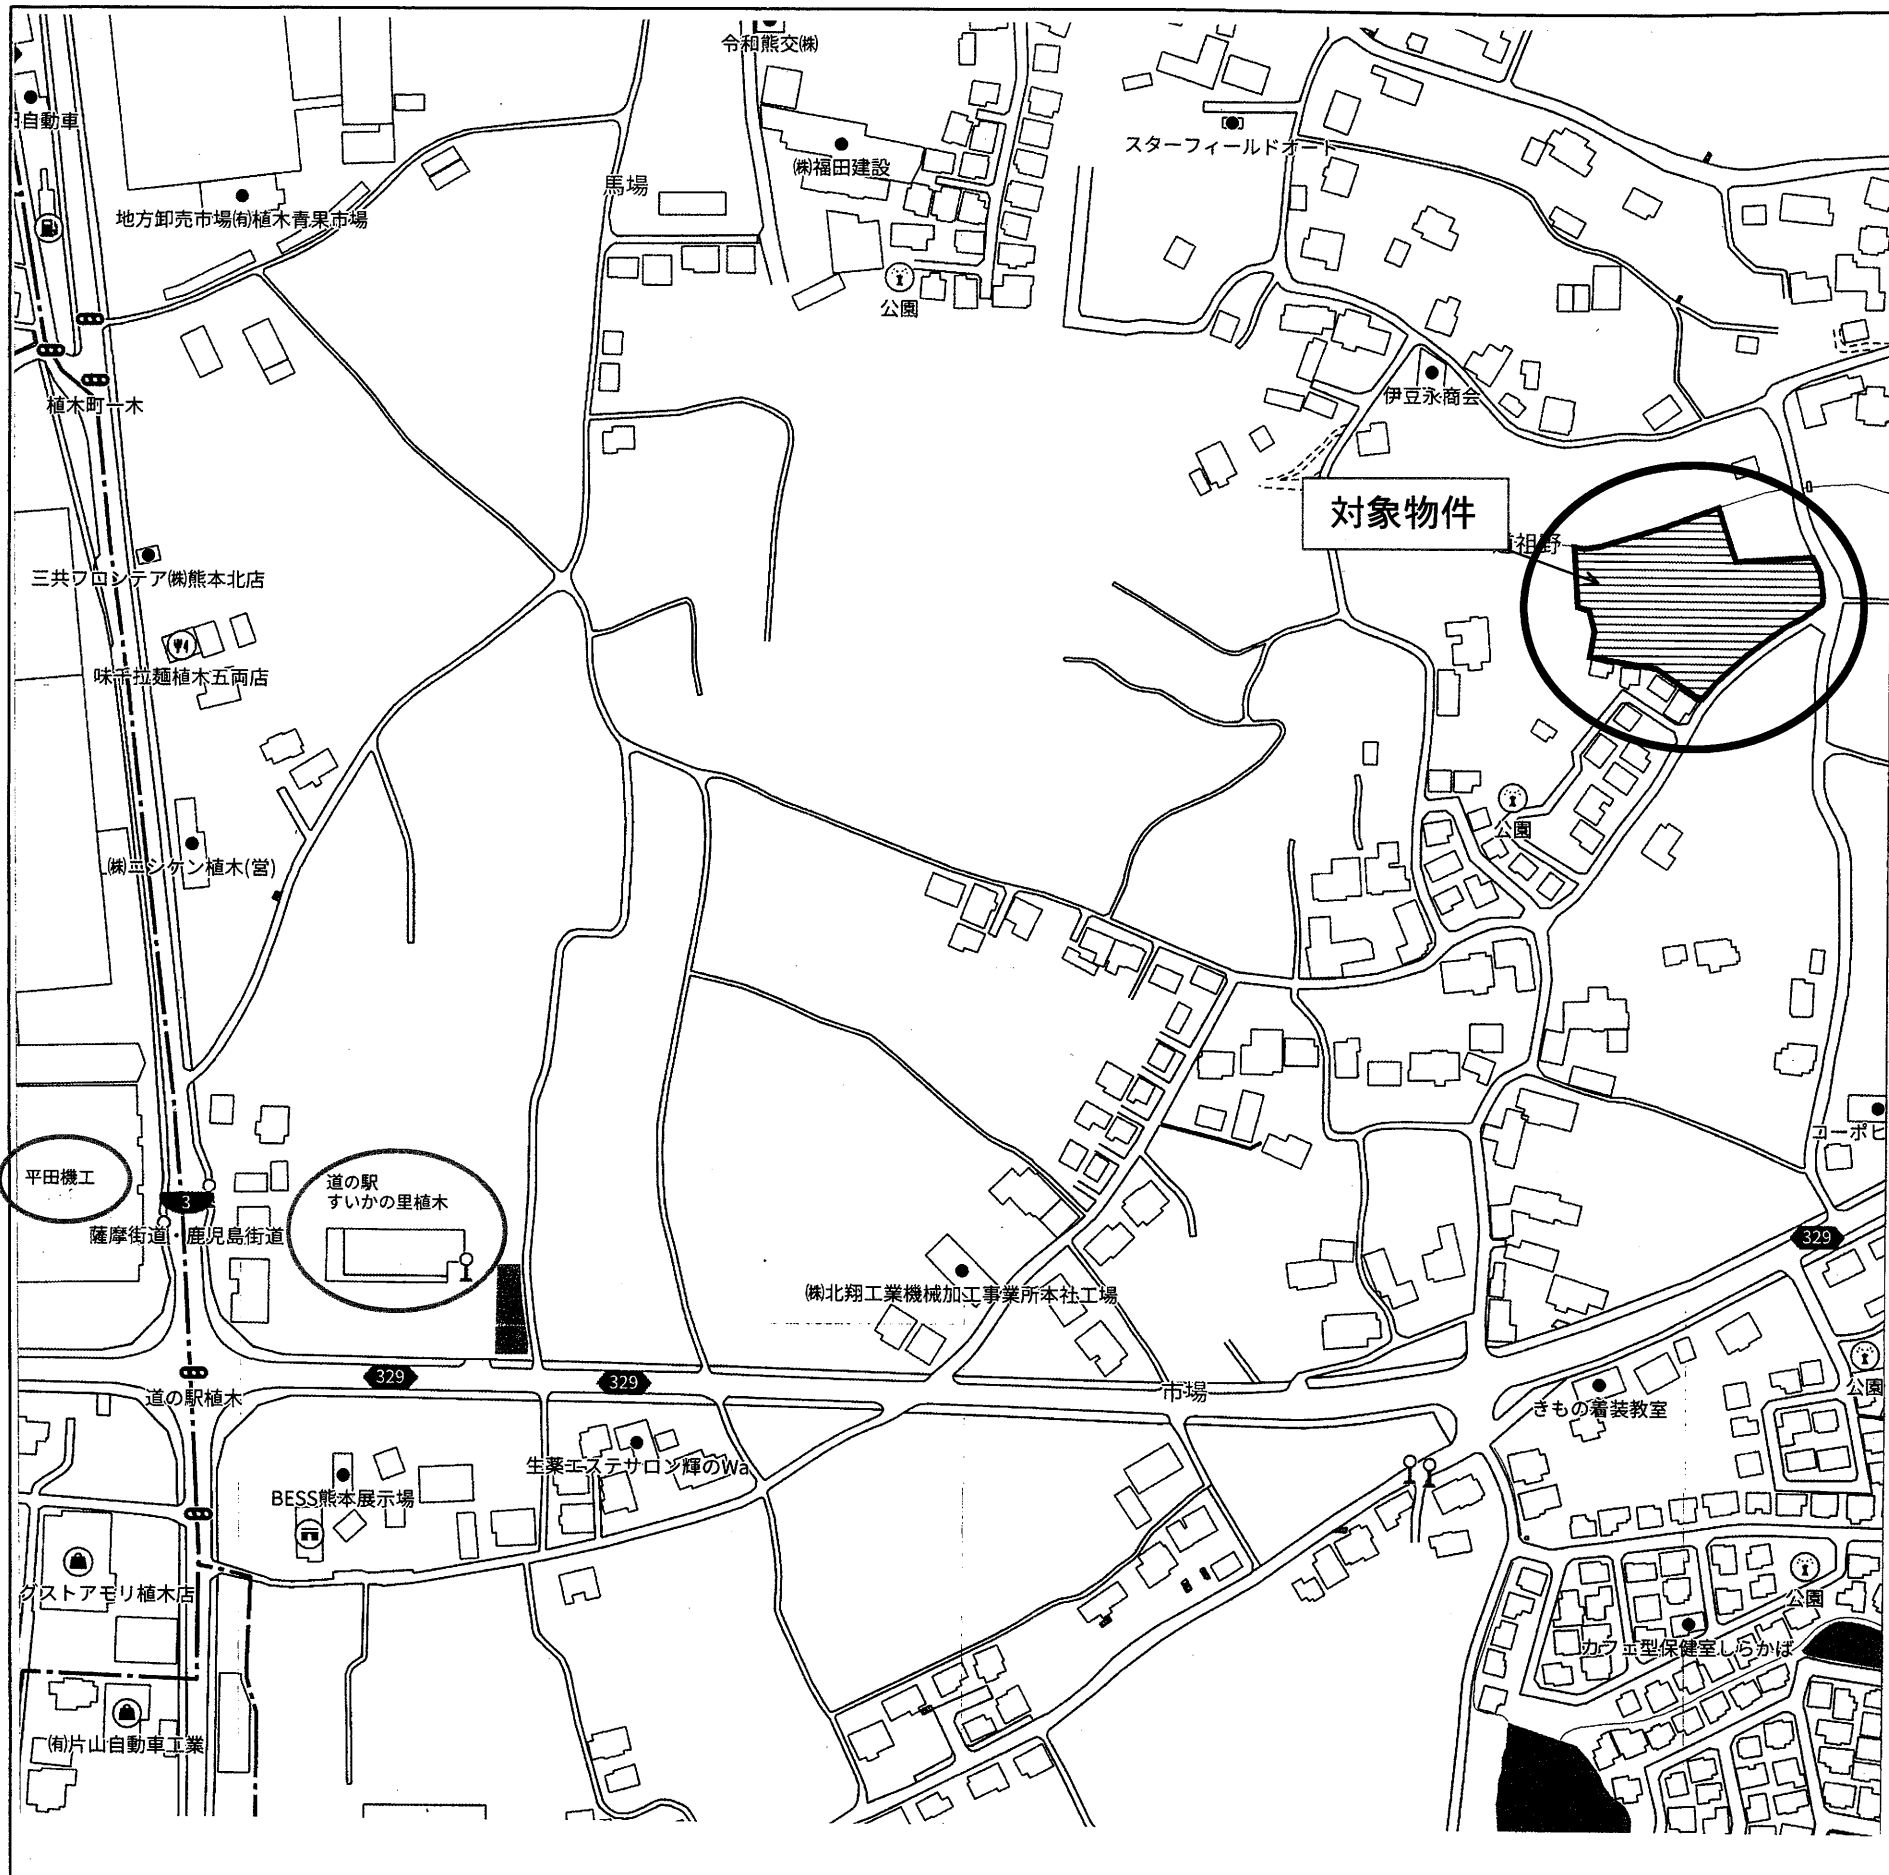 令和熊交㈱
自動車
㈱福田建設
スターフィールドオート
馬場
地方卸売市場㈲植木青果市場
公園
植木町一木
伊豆永商会
対象物件
祖野
三共フロンテア㈱熊本北店
味千拉麺植木五両店
公園
㈱ニシケン植木(営)
コーポヒ
平田機工
道の駅
すいかの里植木
3
薩摩街道・鹿児島街道
329
㈱北翔工業機械加工事業所本社工場
329
329
市場
公園
道の駅植木
きもの着装教室
生薬エステサロン輝のWa
BESS熊本展示場
グストアモリ植木店
公園
カフェ型保健室しらかば
㈲片山自動車工業